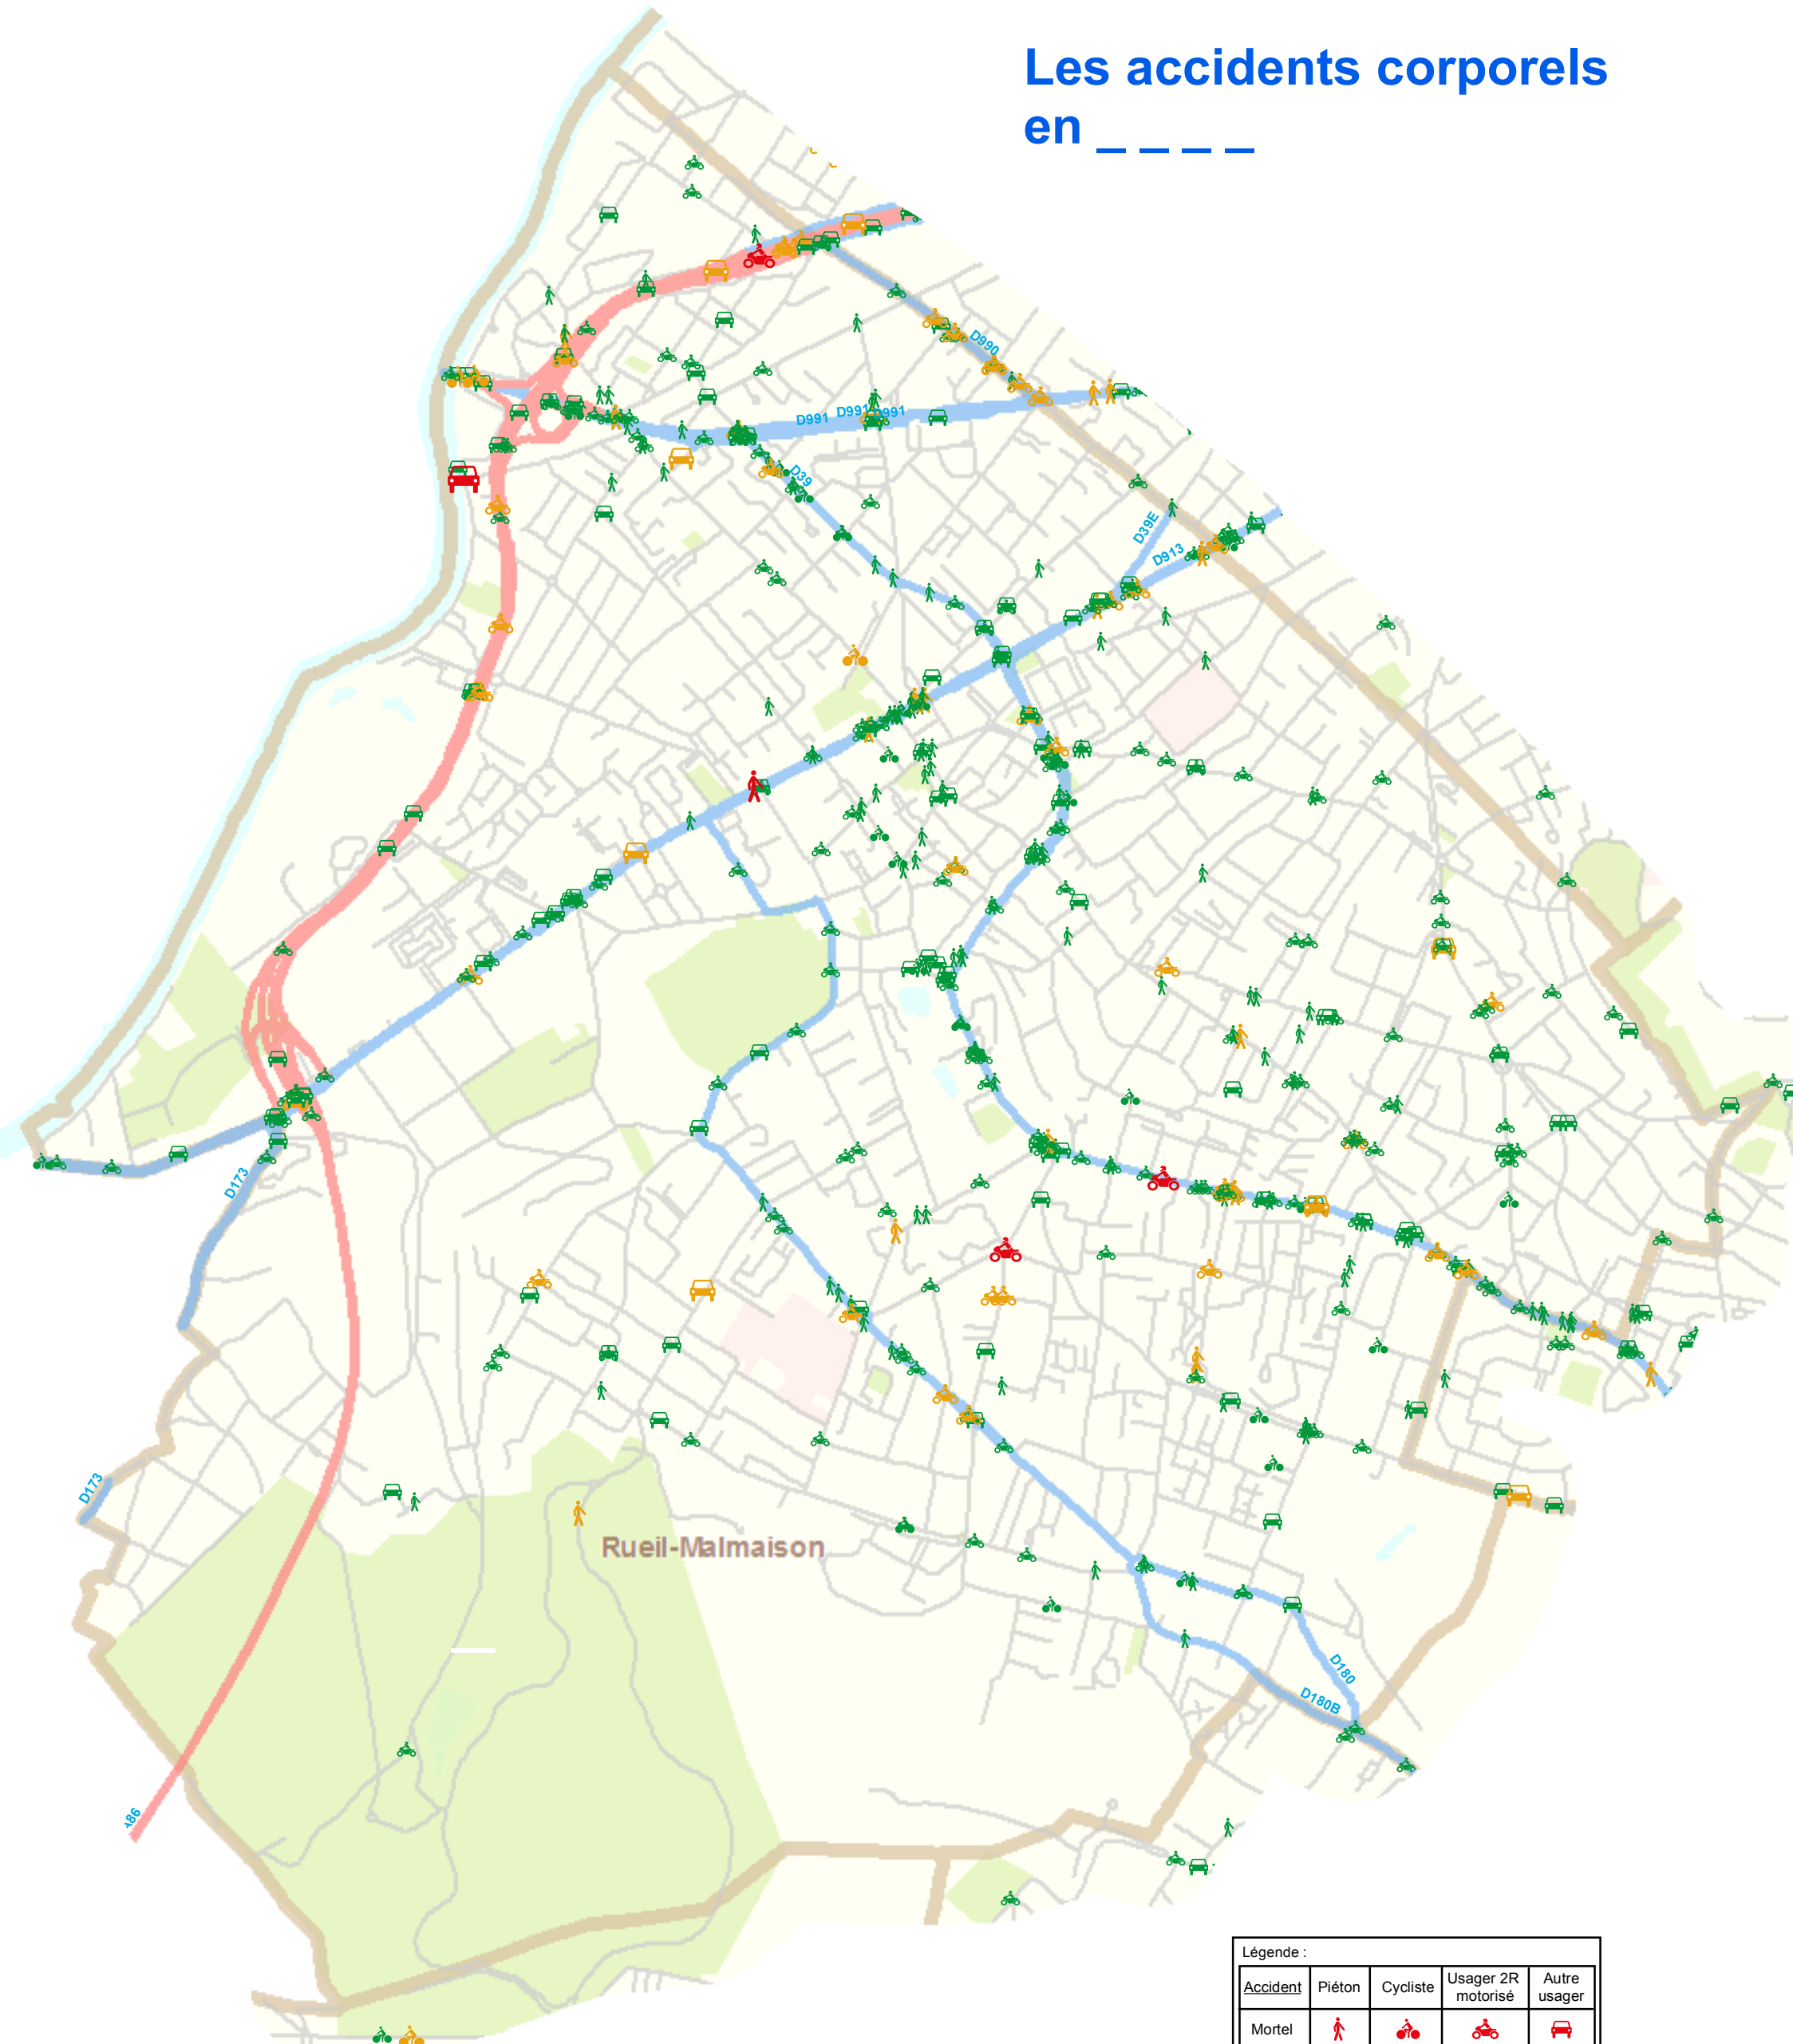 Les accidents corporels
en _ _ _ _
D990
D991
D991
D991
D39
D39E
D913
D173
D173
Rueil-Malmaison
D180
D180B
A86
Légende :
Accident Piéton Cycliste Usager 2R motorisé Autre usager
Mortel